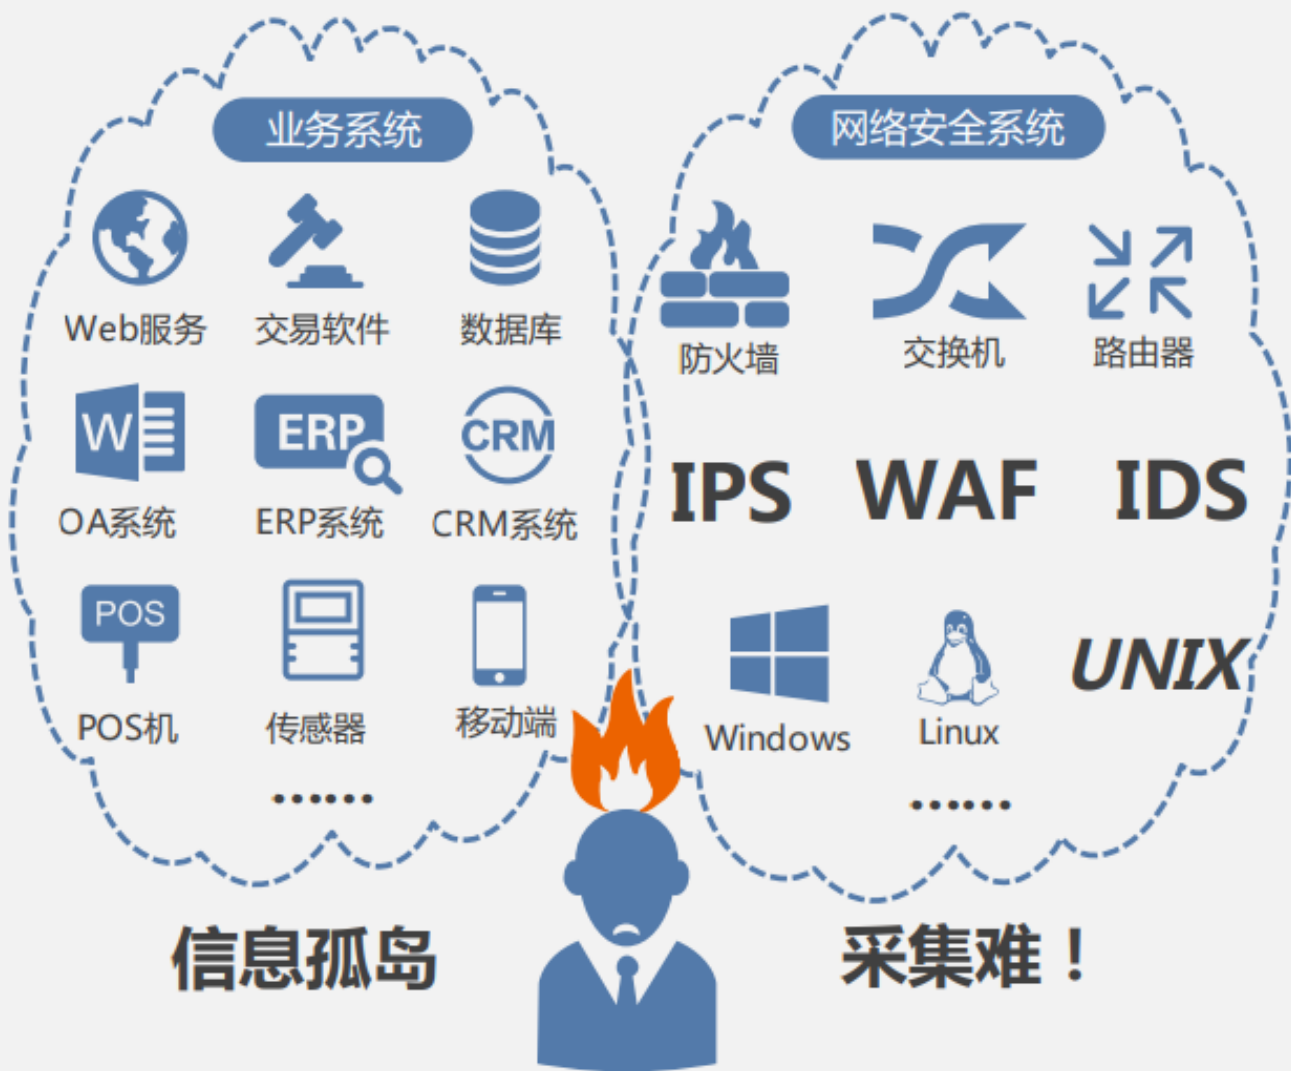 业务系统
网络安全系统
Web服务
交易软件
数据库
防火墙
交换机
路由器
W
ERP
CRM
OA系统
ERP系统
CRM系统
IPS
WAF
IDS
POS
POS机
传感器
移动端
Windows
Linux
UNIX
……
……
信息孤岛
采集难！